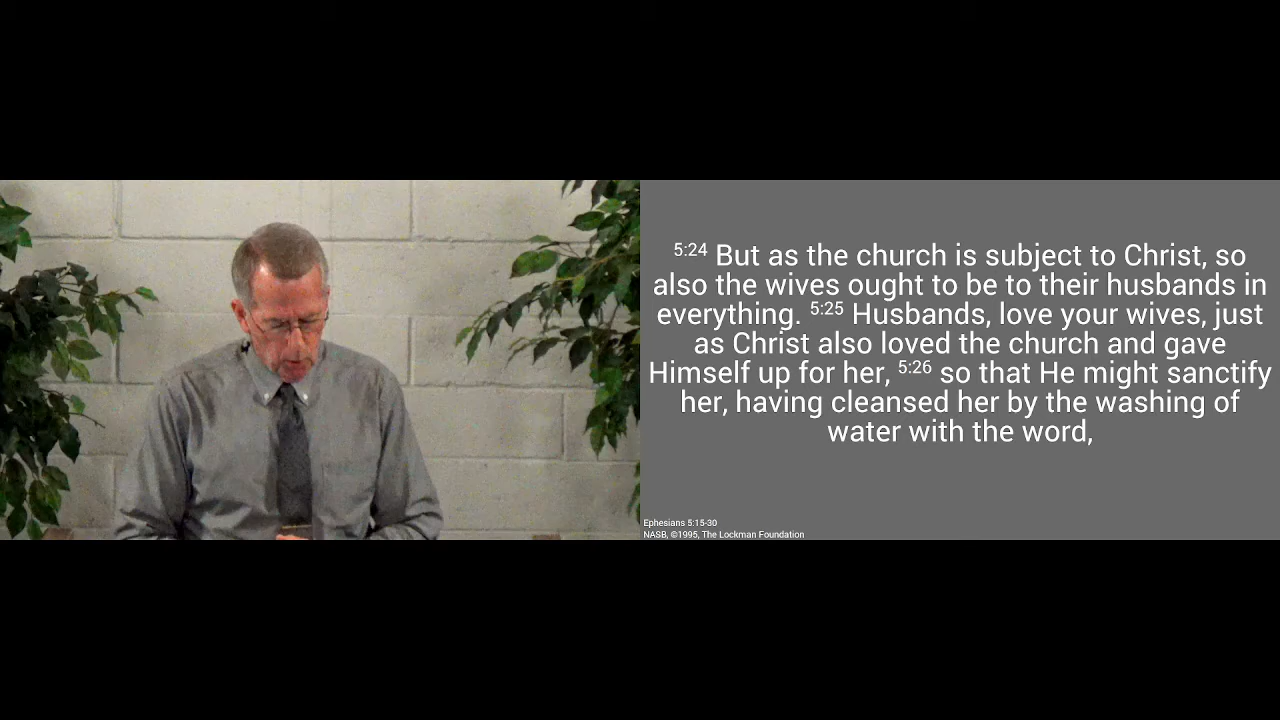 5:24 But as the church is subject to Christ, so
also the wives ought to be to their husbands in
everything. 5:25 Husbands, love your wives, just
as Christ also loved the church and gave
Himself up for her, 5:26 so that He might sanctify
her, having cleansed her by the washing of
water with the word,
Ephesians 5:15-30
NASB, ©1995, The Lockman Foundation